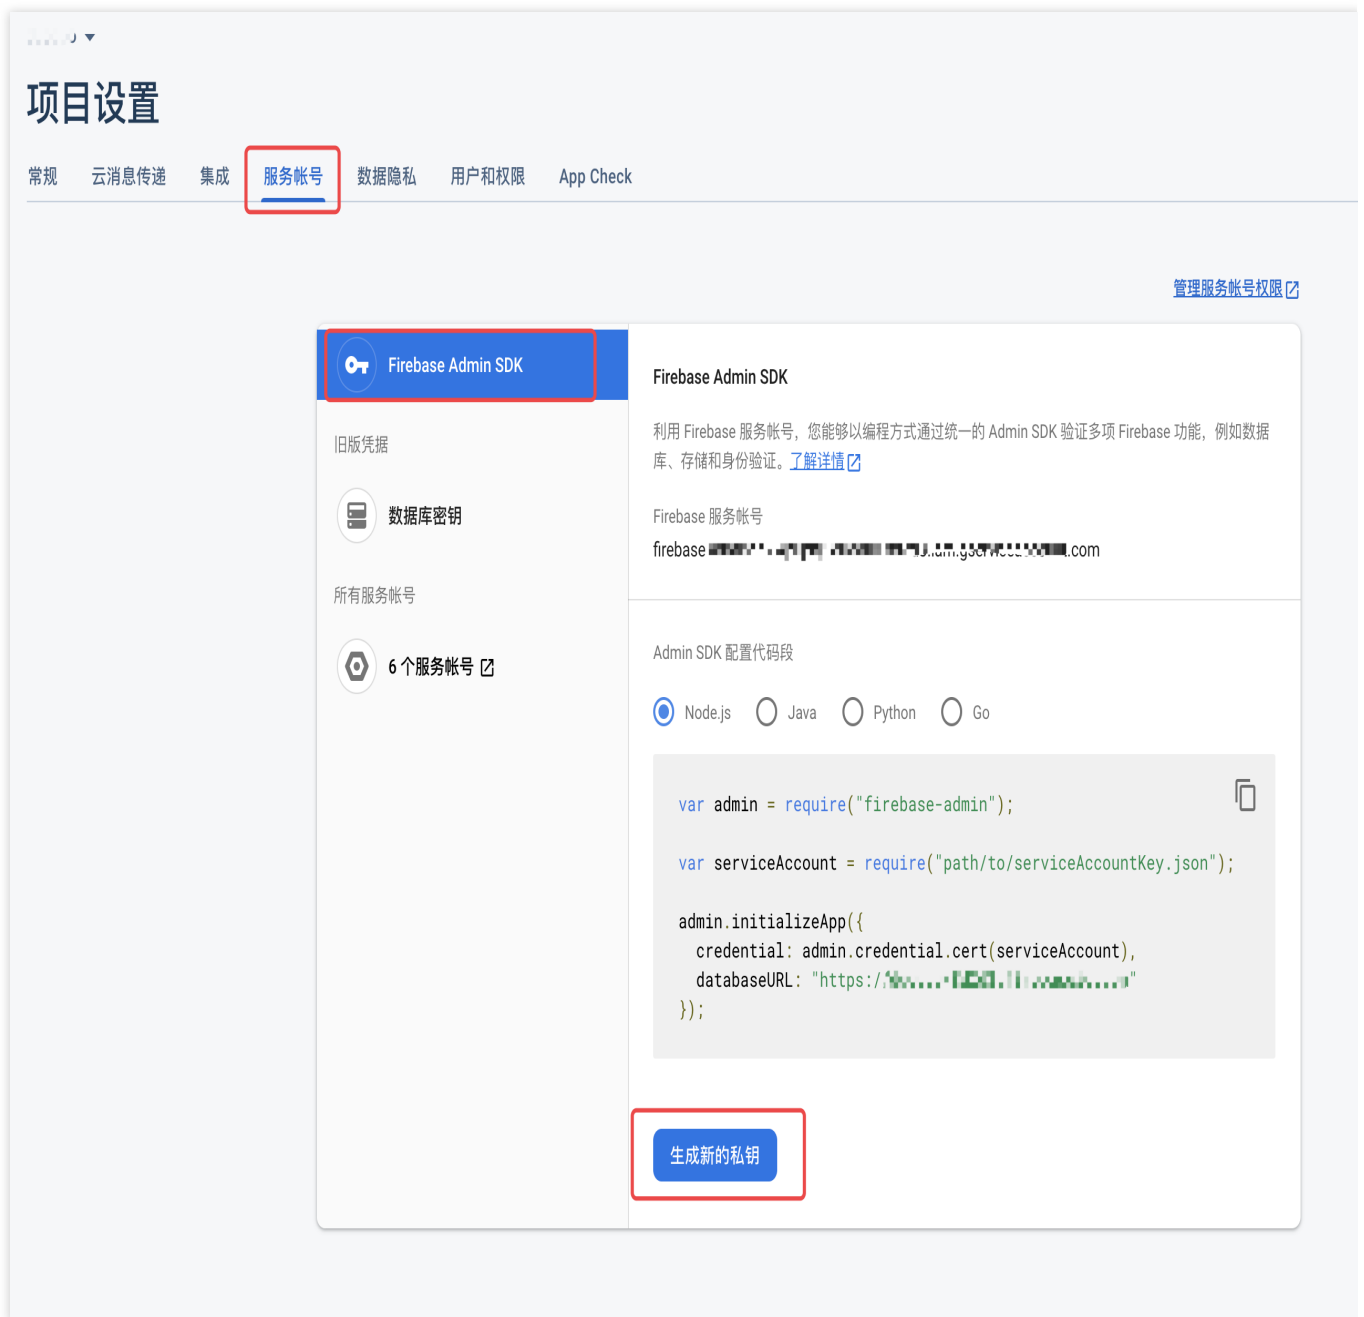 项目设置
常规 云消息传递 集成 服务帐号 数据隐私 用户和权限 App Check
管理服务帐号权限
Firebase Admin SDK
旧版凭据
数据库密钥
所有服务帐号
6 个服务帐号
Firebase Admin SDK
利用 Firebase 服务帐号，您能够以编程方式通过统一的 Admin SDK 验证多项 Firebase 功能，例如数据
库、存储和身份验证。了解详情
Firebase 服务帐号
firebase .com
Admin SDK 配置代码段
Node.js Java Python Go
var admin = require("firebase-admin");
var serviceAccount = require("path/to/serviceAccountKey.json");
admin.initializeApp({
credential: admin.credential.cert(serviceAccount),
databaseURL: "https:/ "
});
生成新的私钥